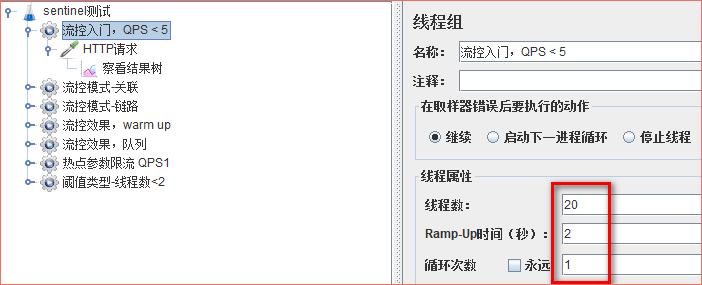 sentinel测试
流控入门，QPS < 5
HTTP请求
察看结果树
流控模式-关联
流控模式-链路
流控效果，warm up
流控效果，队列
热点参数限流 QPS1
阈值类型-线程数<2
线程组
名称： 流控入门，QPS < 5
注释：
在取样器错误后要执行的动作
继续 启动下一进程循环 停止线程
线程属性
线程数： 20
Ramp-Up时间（秒）： 2
循环次数 永远 1